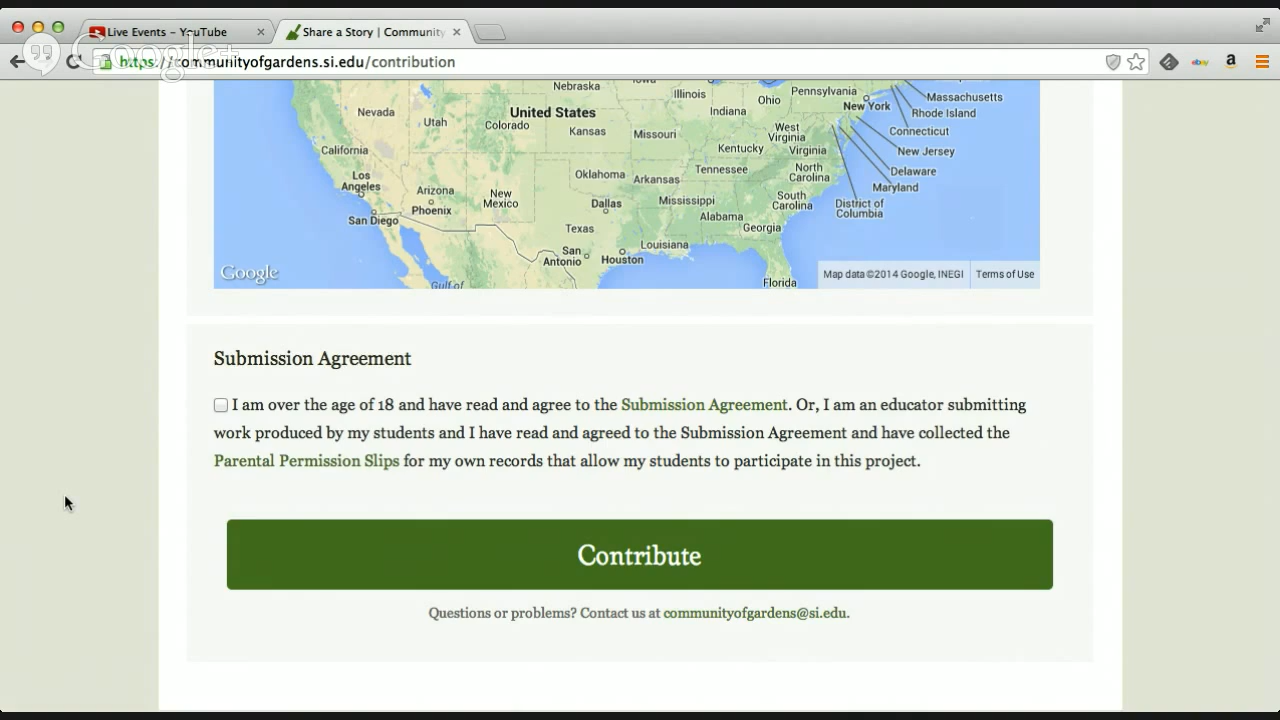 Live Events - YouTube
Share a Story | Community
Google+
https://communityofgardens.si.edu/contribution
ebay
a
Nebraska
Iowa
Illinois
Indiana
Ohio
Pennsylvania
New York
Massachusetts
Rhode Island
Connecticut
New Jersey
Delaware
Maryland
District of
Columbia
Nevada
Utah
United States
Colorado
Kansas
Missouri
West
Virginia
Kentucky
Virginia
California
Los
Angeles
Arizona
Phoenix
New
Mexico
Oklahoma
Arkansas
Tennessee
North
Carolina
South
Carolina
San Diego
Dallas
Mississippi
Alabama
Georgia
Texas
San
Antonio
Houston
Louisiana
Florida
Gulf of
Google
Map data ©2014 Google, INEGI
Terms of Use
Submission Agreement
I am over the age of 18 and have read and agree to the Submission Agreement. Or, I am an educator submitting
work produced by my students and I have read and agreed to the Submission Agreement and have collected the
Parental Permission Slips for my own records that allow my students to participate in this project.
Contribute
Questions or problems? Contact us at communityofgardens@si.edu.